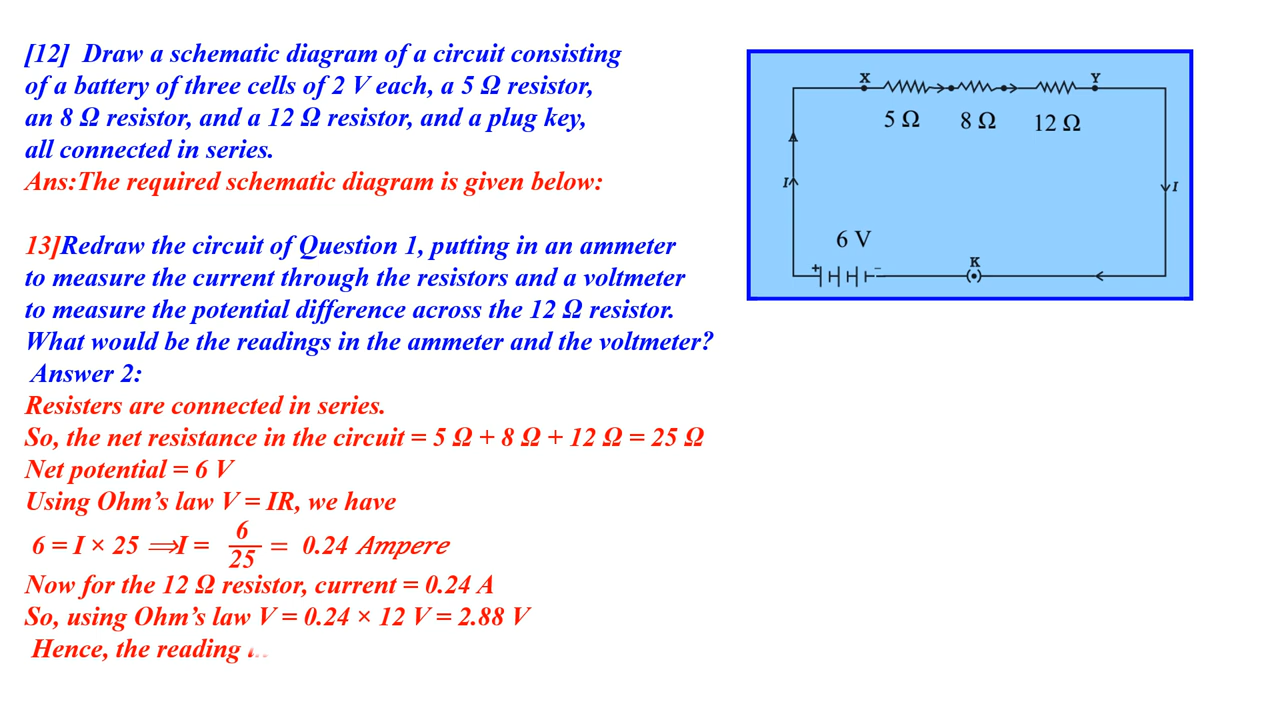 [12] Draw a schematic diagram of a circuit consisting
of a battery of three cells of 2 V each, a 5 Ω resistor,
an 8 Ω resistor, and a 12 Ω resistor, and a plug key,
all connected in series.
Ans:The required schematic diagram is given below:
13]Redraw the circuit of Question 1, putting in an ammeter
to measure the current through the resistors and a voltmeter
to measure the potential difference across the 12 Ω resistor.
What would be the readings in the ammeter and the voltmeter?
Answer 2:
Resisters are connected in series.
So, the net resistance in the circuit = 5 Ω + 8 Ω + 12 Ω = 25 Ω
Net potential = 6 V
Using Ohm’s law V = IR, we have
6 = I × 25 ⟹I = 6/25 = 0.24 Ampere
Now for the 12 Ω resistor, current = 0.24 A
So, using Ohm’s law V = 0.24 × 12 V = 2.88 V
Hence, the reading
X Y
5 Ω 8 Ω 12 Ω
I I
6 V
+ − K